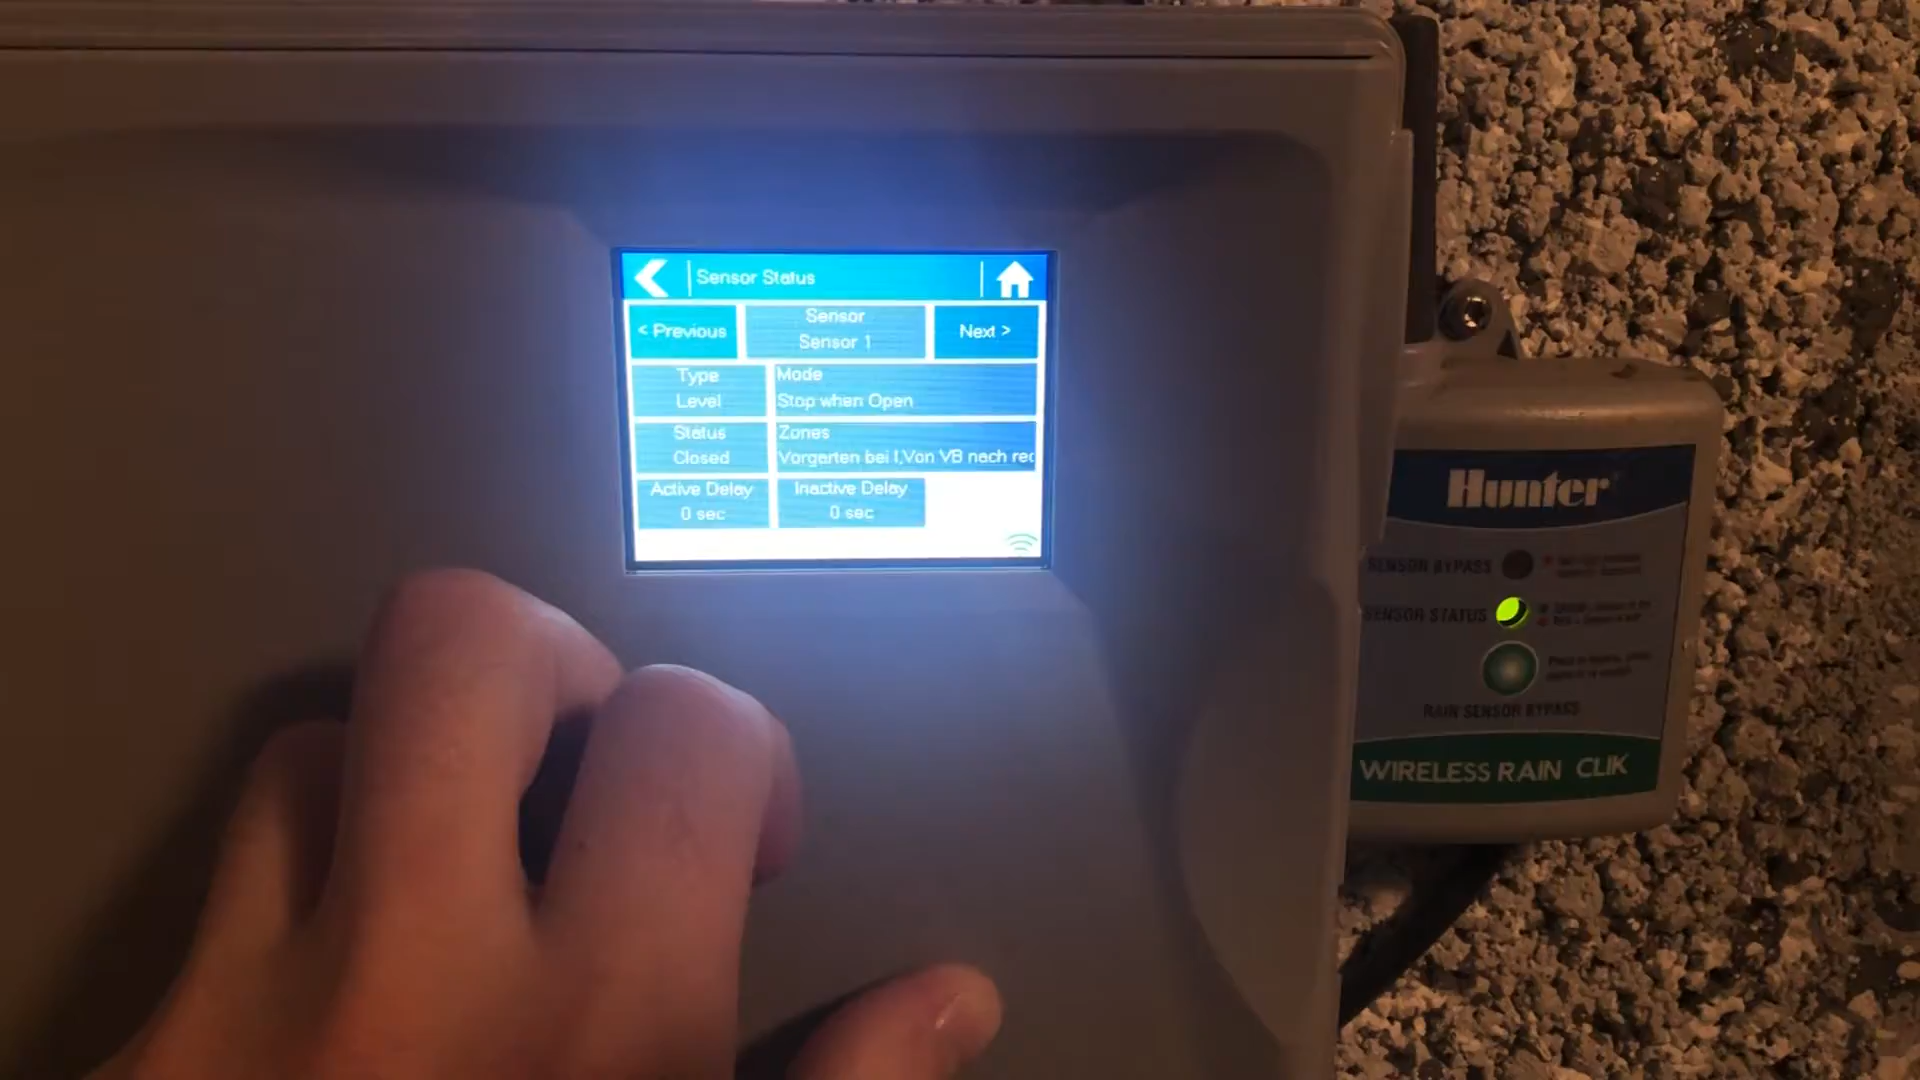 Sensor Status
< Previous
Sensor
Sensor 1
Next >
Type
Level
Mode
Stop when Open
Status
Closed
Zones
Vorgarten bei I,Von VB nach rec
Active Delay
0 sec
Inactive Delay
0 sec
Hunter
SENSOR BYPASS
SENSOR STATUS
RAIN SENSOR BYPASS
WIRELESS RAIN CLIK